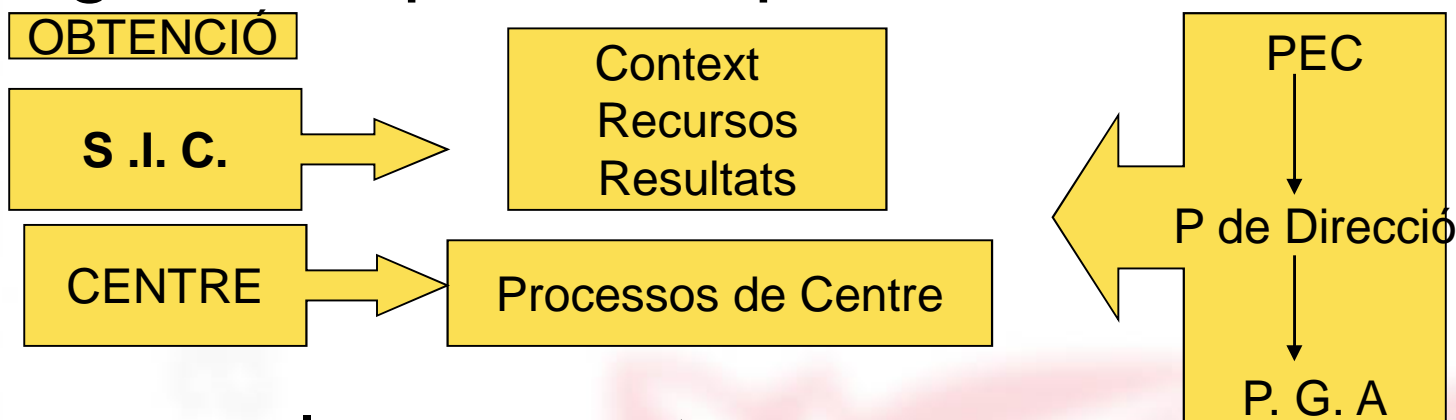 OBTENCIÓ
S .I. C.
Context
Recursos
Resultats
CENTRE
Processos de Centre
PEC
P de Direcció
P. G. A